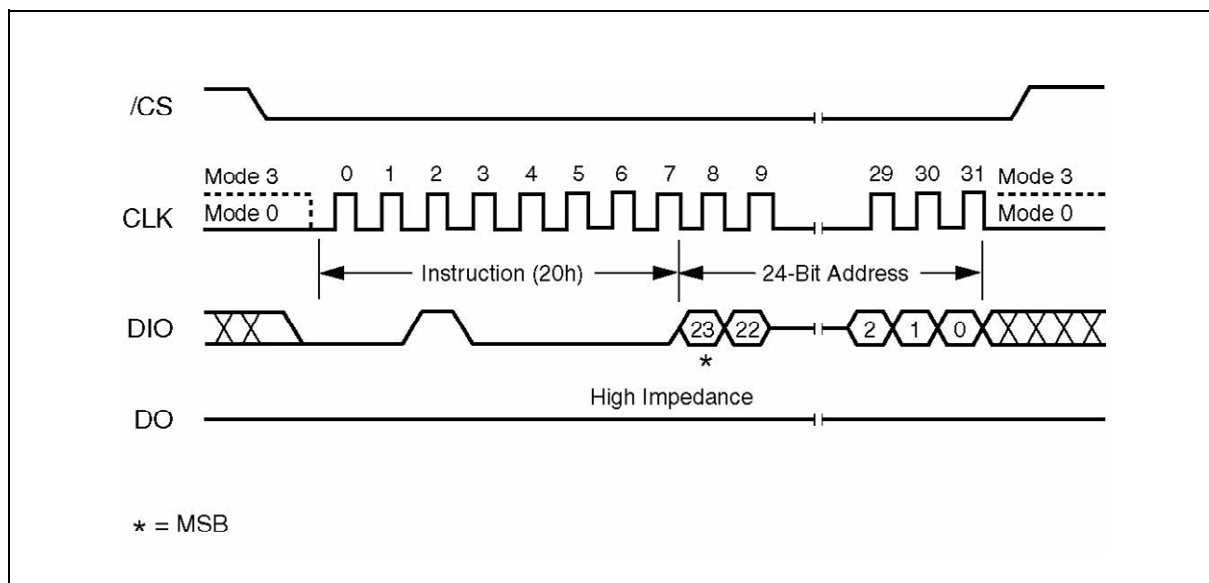 /CS
0 1 2 3 4 5 6 7 8 9 29 30 31
Mode 3 Mode 3
CLK Mode 0 Mode 0
Instruction (20h) 24-Bit Address
DIO 23 22 2 1 0
*
High Impedance
DO
* = MSB